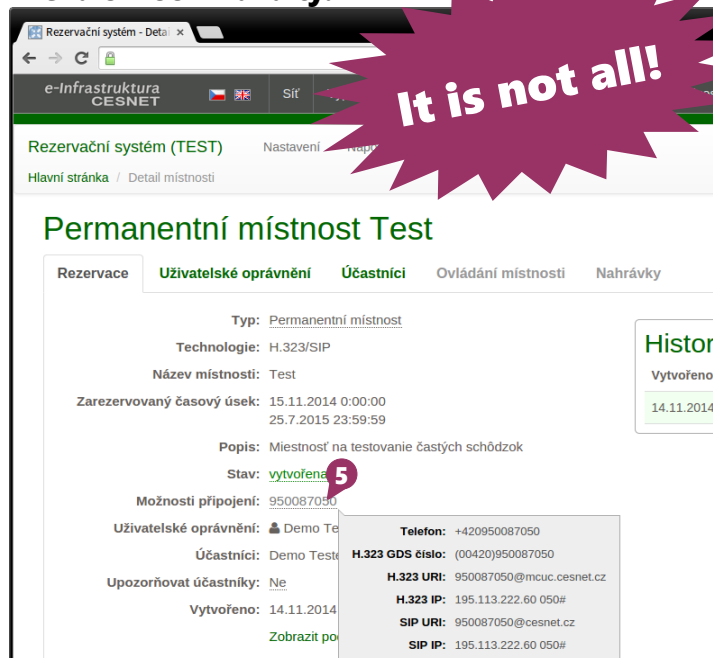 Rezervační systém - Deta
It is not all!
e-Infrastruktura
CESNET
Síť
Rezervační systém (TEST)
Nastavení
Hlavní stránka / Detail místnosti
Permanentní místnost Test
Rezervace
Uživatelské oprávnění
Účastníci
Ovládání místnosti
Nahrávky
Typ: Permanentní místnost
Technologie: H.323/SIP
Název místnosti: Test
Zarezervovaný časový úsek: 15.11.2014 0:00:00
25.7.2015 23:59:59
Popis: Miestnosť na testovanie častých schôdzok
Stav: vytvořena
5
Možnosti připojení: 950087050
Uživatelské oprávnění: Demo Te
Účastníci: Demo Teste
Upozorňovat účastníky: Ne
Vytvořeno: 14.11.2014
Zobrazit po
Telefon: +420950087050
H.323 GDS číslo: (00420)950087050
H.323 URI: 950087050@mcuc.cesnet.cz
H.323 IP: 195.113.222.60 050#
SIP URI: 950087050@cesnet.cz
SIP IP: 195.113.222.60 050#
Histor
Vytvořeno
14.11.2014